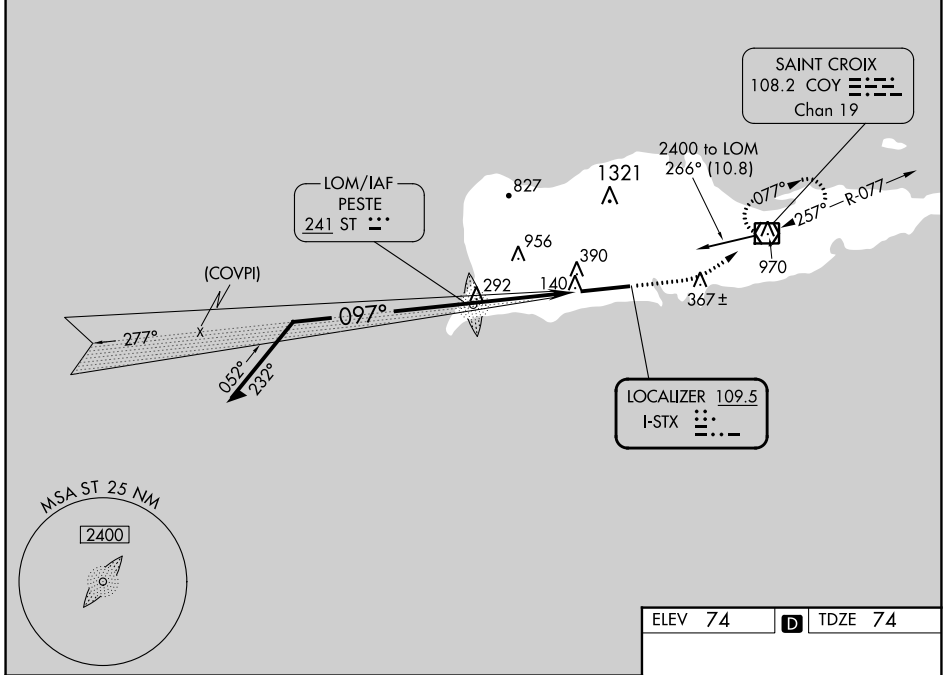 SAINT CROIX
108.2 COY
Chan 19
2400 to LOM
266° (10.8)
LOM/IAF
PESTE
241 ST
827
1321
077°
257° R-077
956
390
970
(COVPI)
292
140
367±
097°
277°
X
052°
232°
LOCALIZER 109.5
I-STX
MSA ST 25 NM
2400
ELEV 74 D TDZE 74